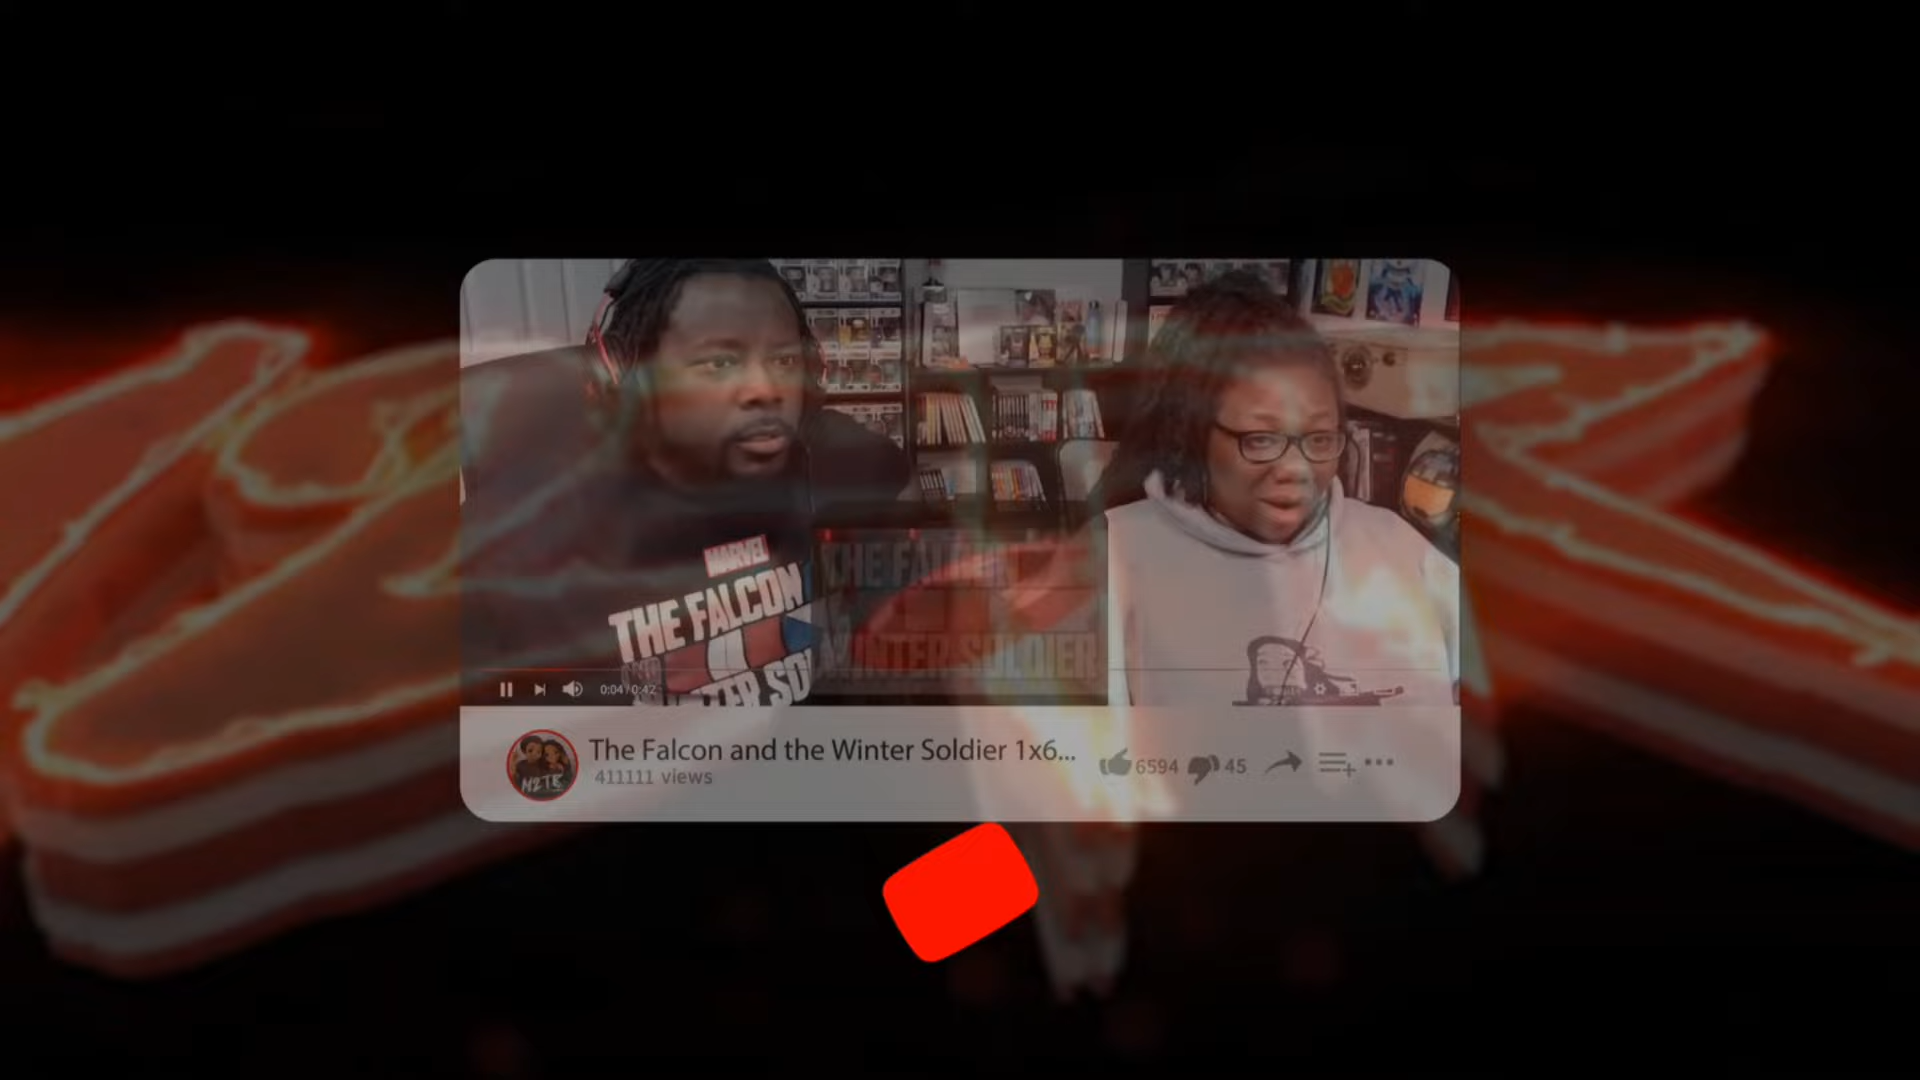 MARVEL
THE FALCON
THE FALCON
WINTER SOLDIER
0:04/0:42
M2TB
The Falcon and the Winter Soldier 1x6...
411111 views
6594
45